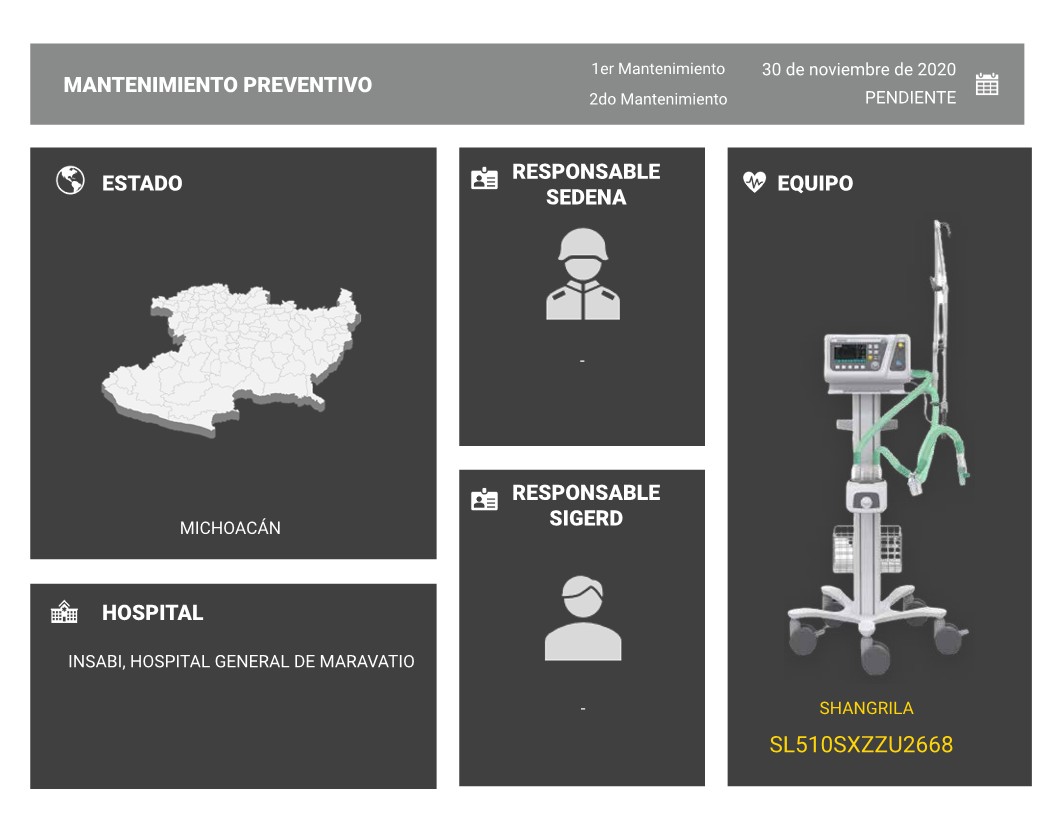 MANTENIMIENTO PREVENTIVO
1er Mantenimiento
30 de noviembre de 2020
2do Mantenimiento
PENDIENTE
ESTADO
MICHOACÁN
HOSPITAL
INSABI, HOSPITAL GENERAL DE MARAVATIO
RESPONSABLE
SEDENA
-
RESPONSABLE
SIGERD
-
EQUIPO
SHANGRILA
SL510SXZZU2668